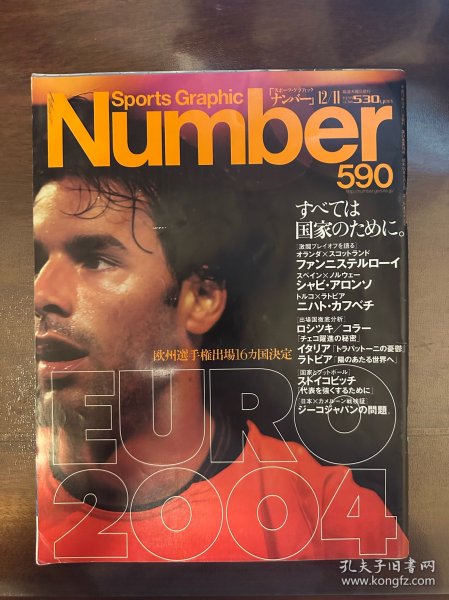 Sports Graphic
「スポーツ・グラフィック
ナンバー」
12/11
530
Number
590
http://number.goo.ne.jp/
すべては
国家のために。
[激闘プレイオフを語る]
オランダ×スコットランド
ファンニステルローイ
スペイン×ノルウェー
シャビ・アロンソ
トルコ×ラトビア
ニハト・カフベチ
[出場国徹底分析]
ロシツキ／コラー
「チェコ躍進の秘密」
イタリア「トラパットーニの憂鬱」
ラトビア「陽のあたる世界へ」
[国家とフットボール]
ストイコビッチ
「代表を強くするために」
[日本×カメルーン戦検証]
ジーコジャパンの問題。
欧州選手権出場16カ国決定
EURO
2004
孔夫子旧书网
www.kongfz.com